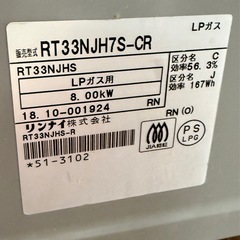 LPガス
販売型式 RT33NJH7S-CR
RT33NJHS
区分名 C
効率56.3%
区分名 J
効率 167Wh
LPガス用
8.00kW
18.10-001924
RN
RN (O)
リンナイ株式会社
RT33NJHS-R
JIA認証
PS
LPG
*51-3102